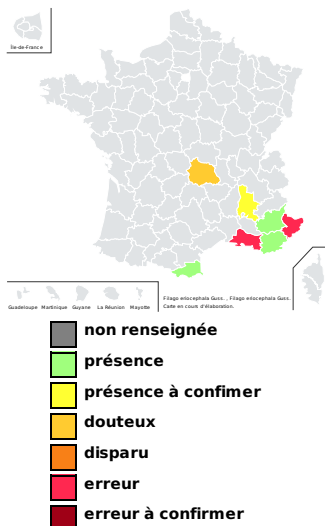 Île-de-France
Guadeloupe Martinique Guyane La Réunion Mayotte
Filago eriocephala Guss. , Filago eriocephala Guss.
Carte en cours d'élaboration.
non renseignée
présence
présence à confimer
douteux
disparu
erreur
erreur à confirmer